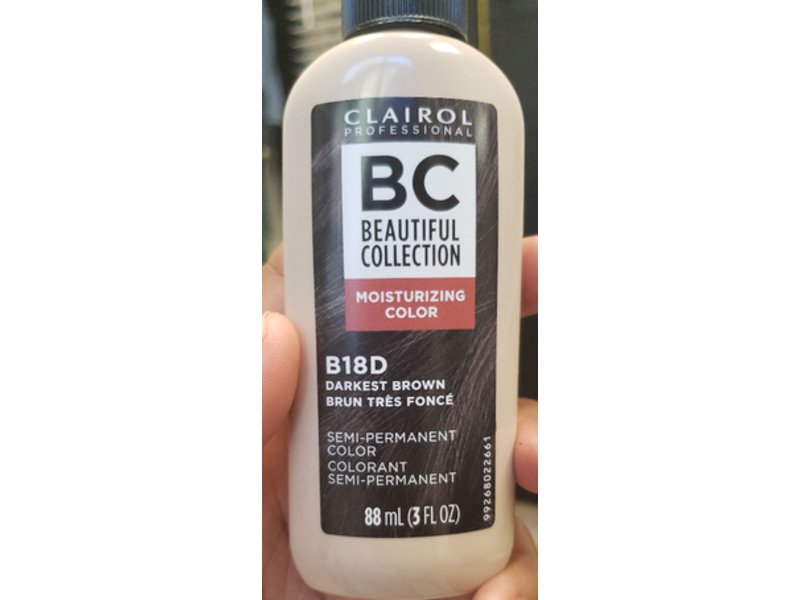 CLAIROL
PROFESSIONAL
BC
BEAUTIFUL
COLLECTION
MOISTURIZING
COLOR
B18D
DARKEST BROWN
BRUN TRÈS FONCÉ
SEMI-PERMANENT
COLOR
COLORANT
SEMI-PERMANENT
88 mL (3 FL OZ)
99268022661